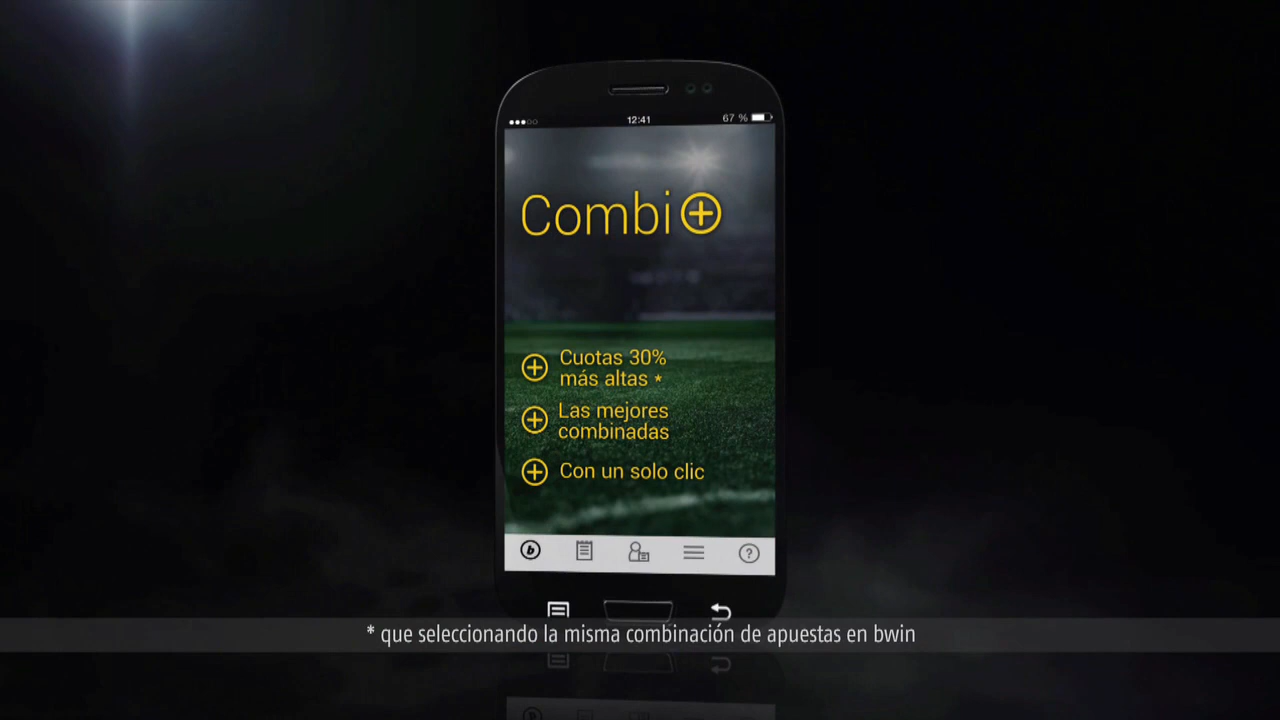 12:41
67 %
Combi+
Cuotas 30%
más altas *
Las mejores
combinadas
Con un solo clic
b
?
* que seleccionando la misma combinación de apuestas en bwin